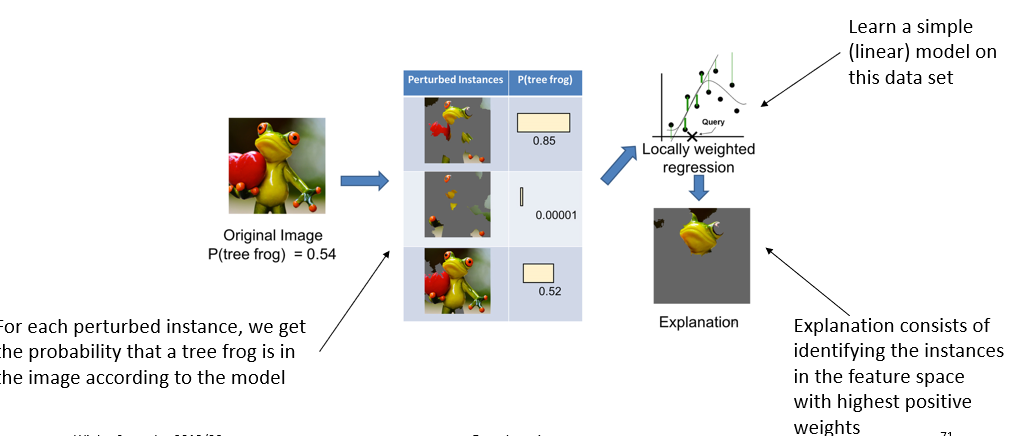 Learn a simple
(linear) model on
this data set
Perturbed Instances
P(tree frog)
0.85
0.00001
0.52
Original Image
P(tree frog) = 0.54
Query
Locally weighted
regression
Explanation
For each perturbed instance, we get
the probability that a tree frog is in
the image according to the model
Explanation consists of
identifying the instances
in the feature space
with highest positive
weights
71